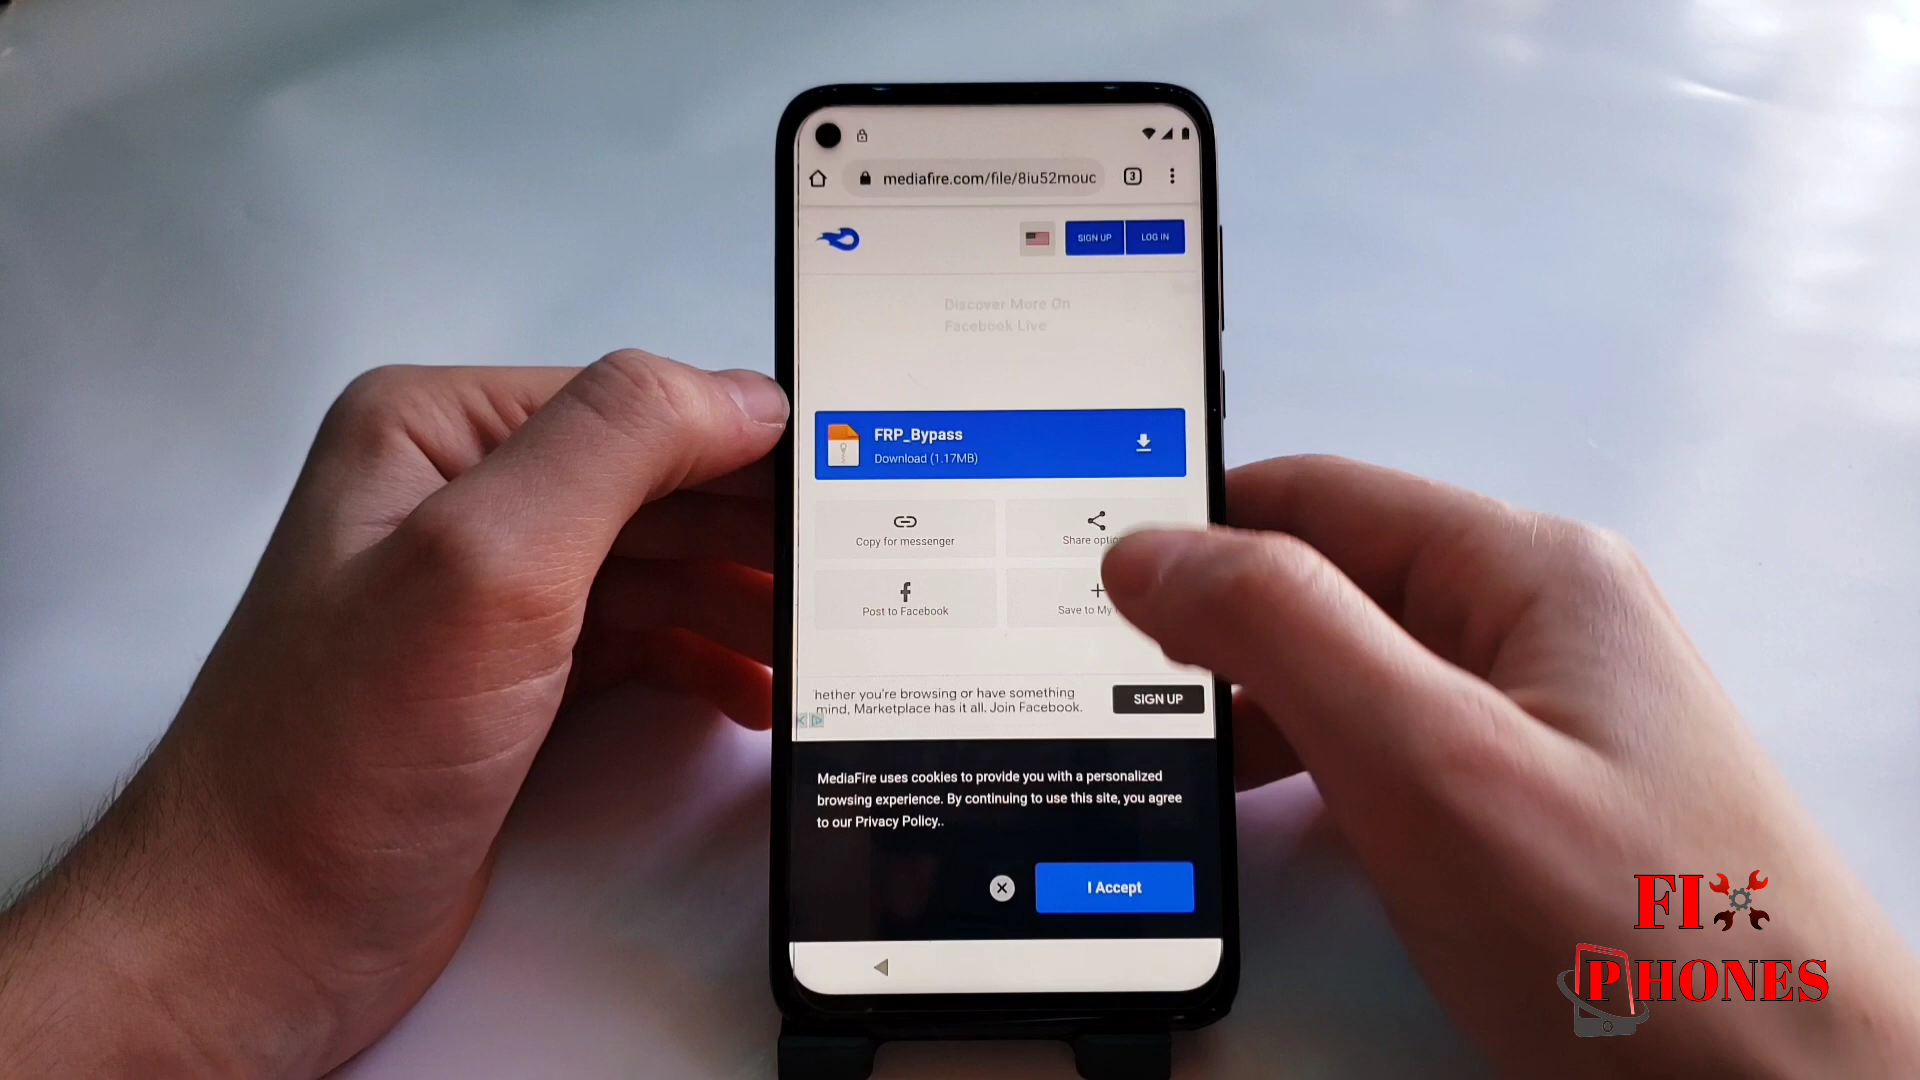 mediafire.com/file/8iu52mouc
3
SIGN UP
LOG IN
Discover More On
Facebook Live
FRP_Bypass
Download (1.17MB)
Copy for messenger
Share optio
Post to Facebook
Save to My
hether you're browsing or have something
mind, Marketplace has it all. Join Facebook.
SIGN UP
MediaFire uses cookies to provide you with a personalized
browsing experience. By continuing to use this site, you agree
to our Privacy Policy..
I Accept
FI
PHONES